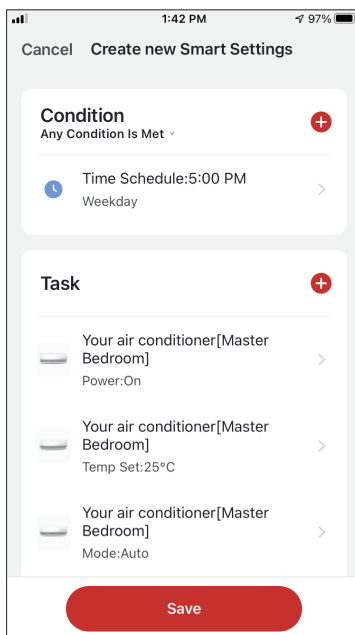 1:42 PM
97%
Cancel Create new Smart Settings
Condition
Any Condition Is Met
Time Schedule:5:00 PM
Weekday
Task
Your air conditioner[Master
Bedroom]
Power:On
Your air conditioner[Master
Bedroom]
Temp Set:25°C
Your air conditioner[Master
Bedroom]
Mode:Auto
Save